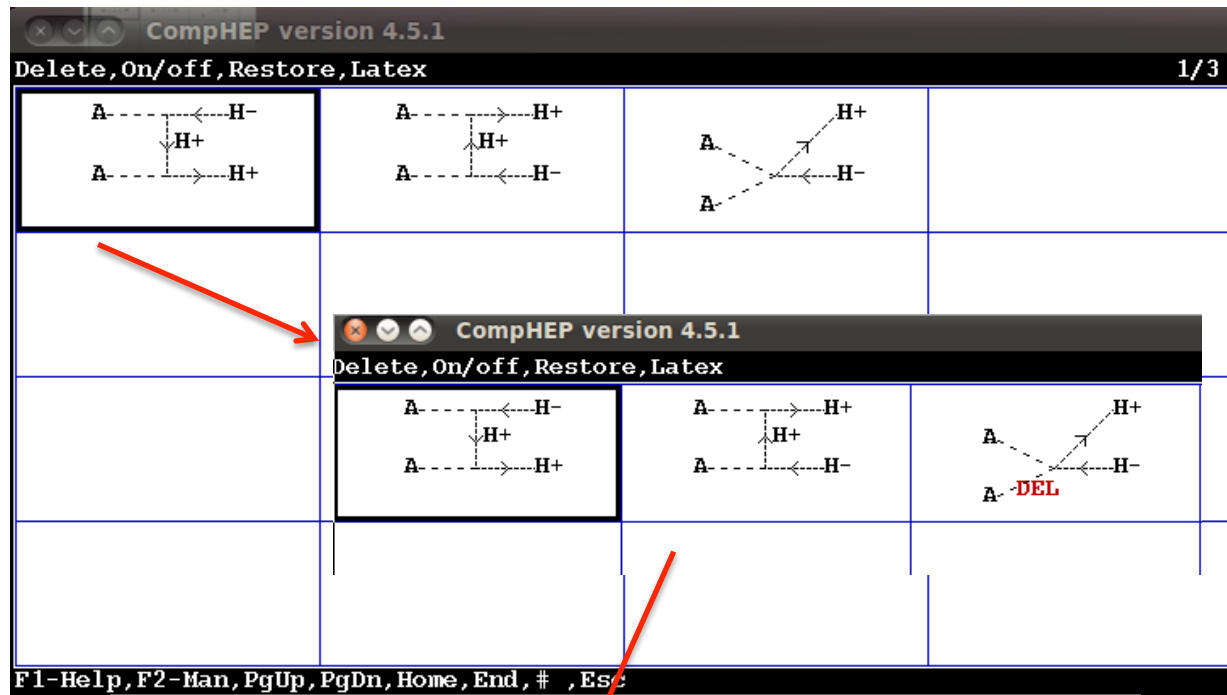 CompHEP version 4.5.1
Delete,On/off,Restore,Latex 1/3
A H- A H+ H+
H+ H+ A
A H+ A H- H-
A
CompHEP version 4.5.1
Delete,On/off,Restore,Latex
A H- A H+ H+
H+ H+ A
A H+ A H- H-
A DEL
F1-Help,F2-Man,PgUp,PgDn,Home,End,# ,Esc